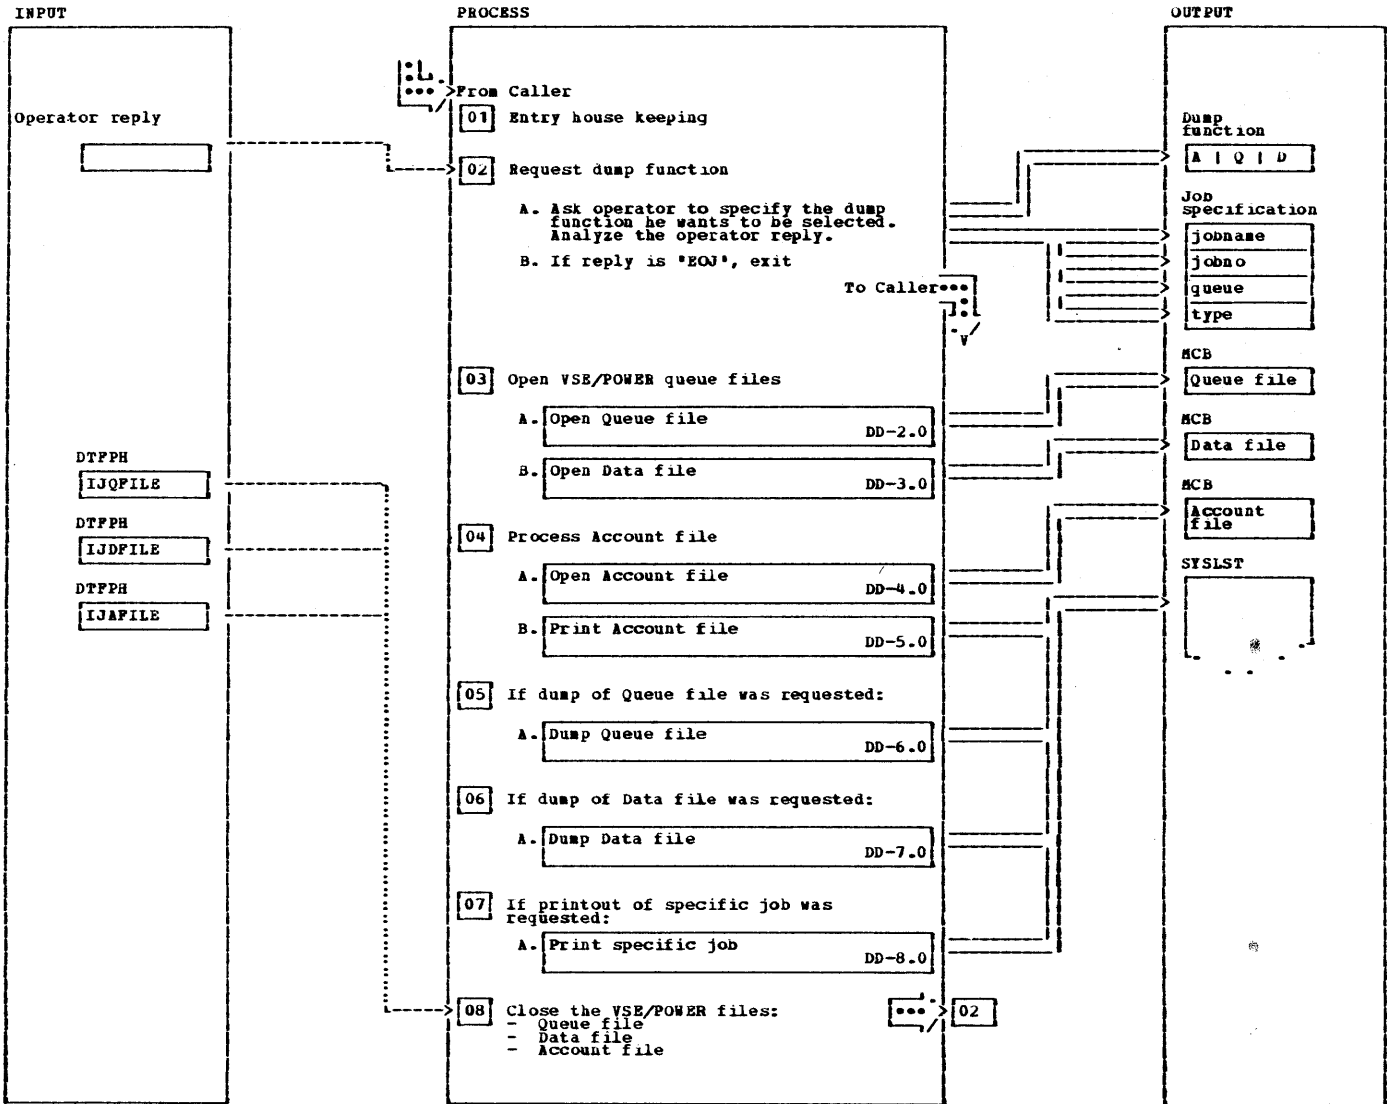 INPUT
PROCESS
OUTPUT
From Caller
Operator reply
01 Entry house keeping
02 Request dump function
A. Ask operator to specify the dump
function he wants to be selected.
Analyze the operator reply.
B. If reply is "EOJ", exit
To Caller
Dump
function
A | Q | D
Job
specification
jobname
jobno
queue
type
03 Open VSE/POWER queue files
A. Open Queue file
DD-2.0
B. Open Data file
DD-3.0
MCB
Queue file
MCB
Data file
DTFPH
IJQFILE
DTFPH
IJDFILE
DTFPH
IJAFILE
04 Process Account file
A. Open Account file
DD-4.0
B. Print Account file
DD-5.0
MCB
Account
file
SYSLST
05 If dump of Queue file was requested:
A. Dump Queue file
DD-6.0
06 If dump of Data file was requested:
A. Dump Data file
DD-7.0
07 If printout of specific job was
requested:
A. Print specific job
DD-8.0
08 Close the VSE/POWER files:
- Queue file
- Data file
- Account file
02